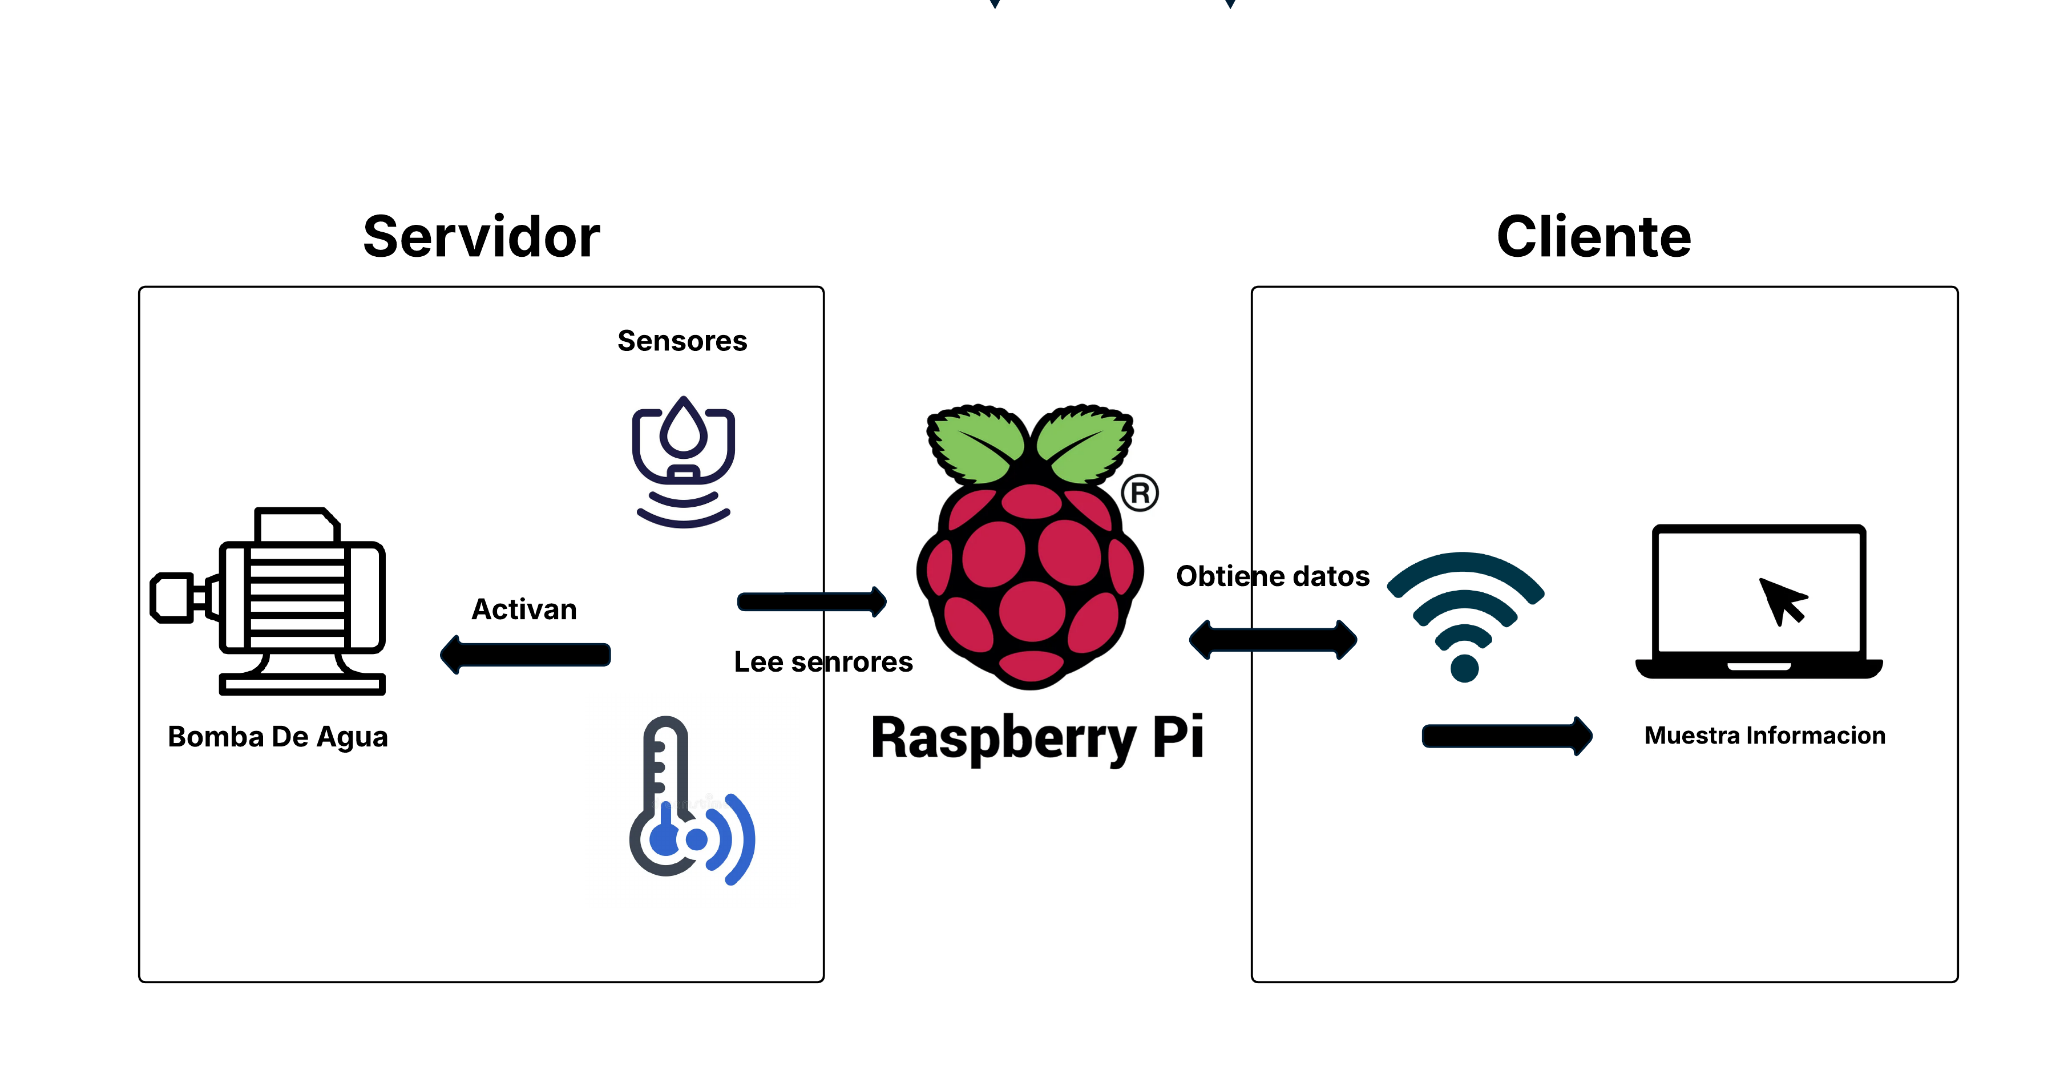 Servidor
Cliente
Sensores
®
Obtiene datos
Activan
Lee senrores
Raspberry Pi
Bomba De Agua
Muestra Informacion